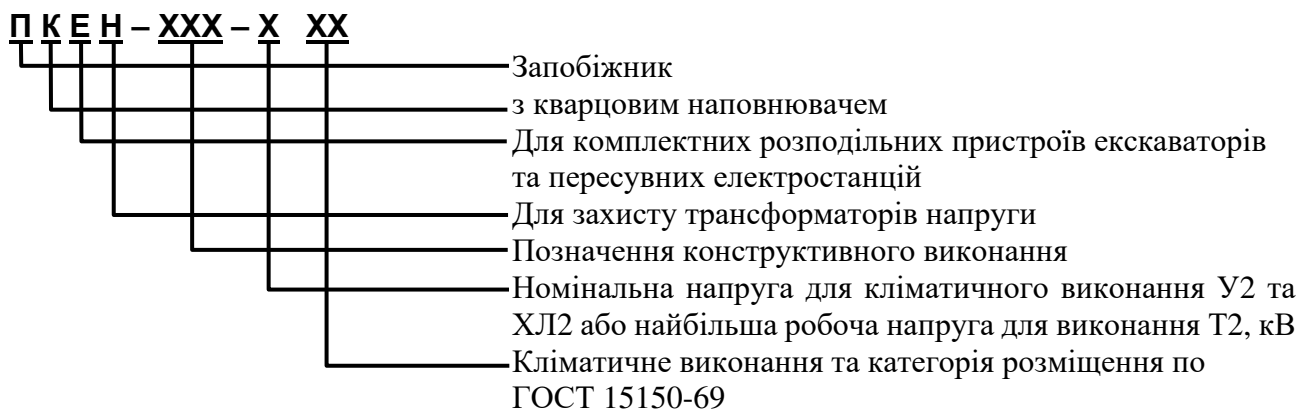 ПКЕН – ХХХ – Х ХХ
Запобіжник
з кварцовим наповнювачем
Для комплектних розподільних пристроїв екскаваторів
та пересувних електростанцій
Для захисту трансформаторів напруги
Позначення конструктивного виконання
Номінальна напруга для кліматичного виконання У2 та
ХЛ2 або найбільша робоча напруга для виконання Т2, кВ
Кліматичне виконання та категорія розміщення по
ГОСТ 15150-69